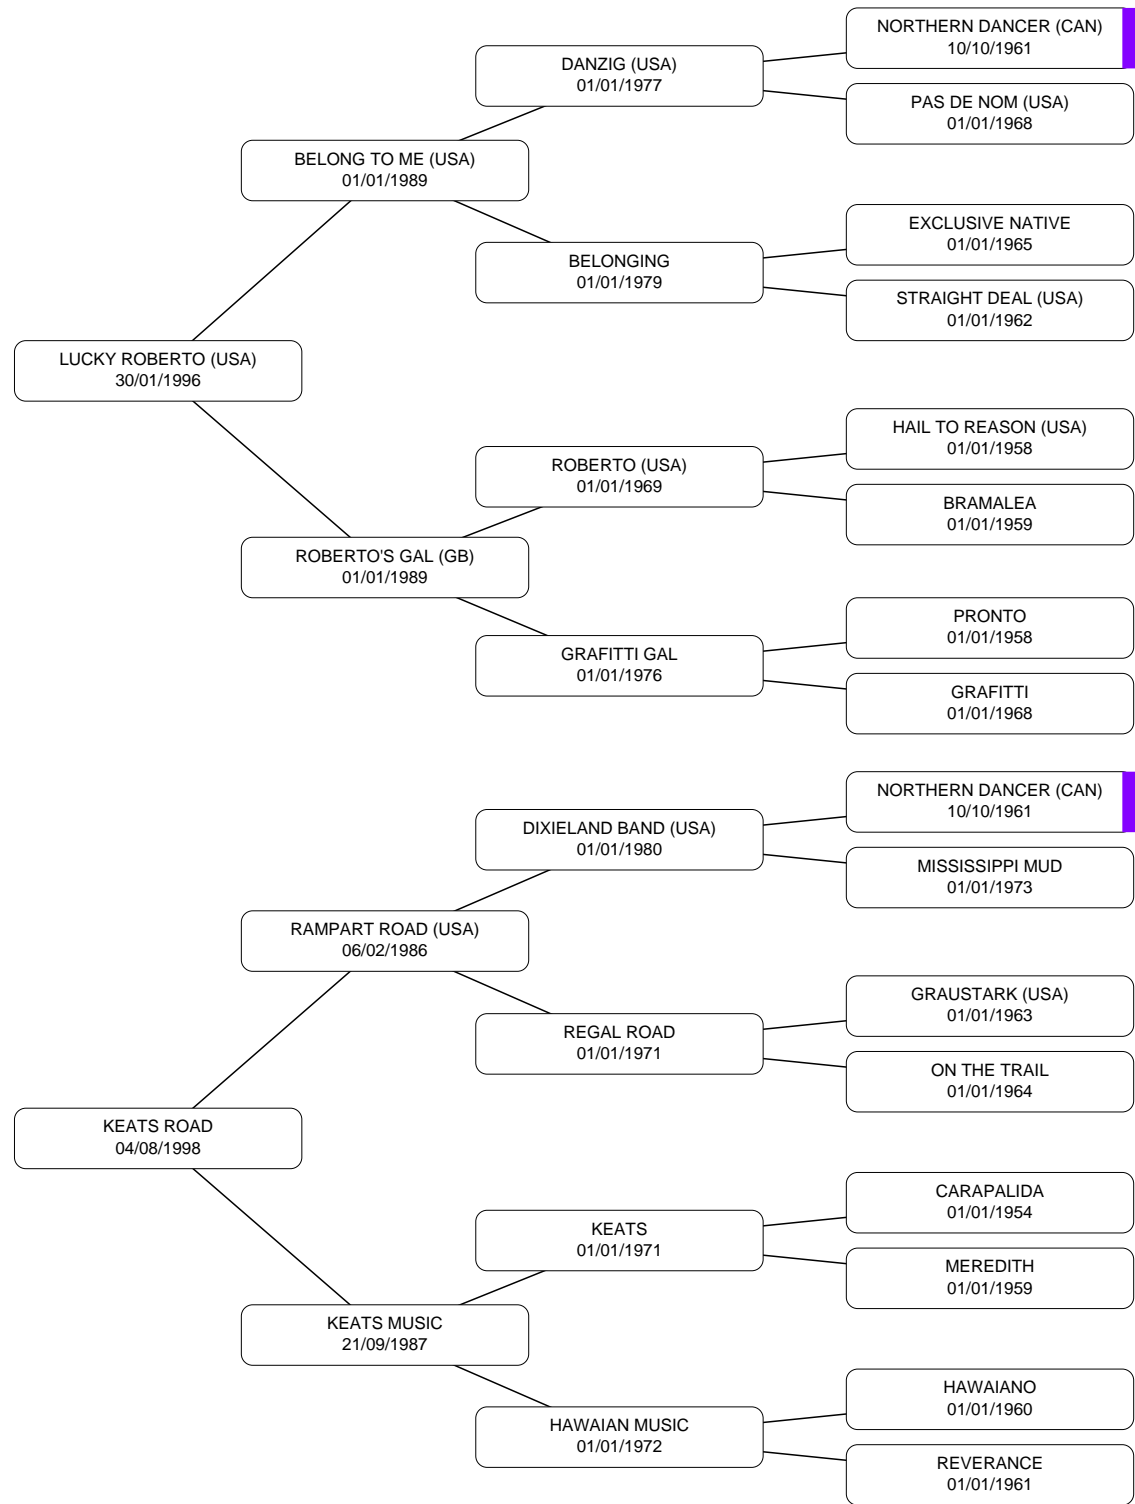 NORTHERN DANCER (CAN)
10/10/1961
DANZIG (USA)
01/01/1977
PAS DE NOM (USA)
01/01/1968
BELONG TO ME (USA)
01/01/1989
EXCLUSIVE NATIVE
01/01/1965
BELONGING
01/01/1979
STRAIGHT DEAL (USA)
01/01/1962
LUCKY ROBERTO (USA)
30/01/1996
HAIL TO REASON (USA)
01/01/1958
ROBERTO (USA)
01/01/1969
BRAMALEA
01/01/1959
ROBERTO'S GAL (GB)
01/01/1989
PRONTO
01/01/1958
GRAFITTI GAL
01/01/1976
GRAFITTI
01/01/1968
NORTHERN DANCER (CAN)
10/10/1961
DIXIELAND BAND (USA)
01/01/1980
MISSISSIPPI MUD
01/01/1973
RAMPART ROAD (USA)
06/02/1986
GRAUSTARK (USA)
01/01/1963
REGAL ROAD
01/01/1971
ON THE TRAIL
01/01/1964
KEATS ROAD
04/08/1998
CARAPALIDA
01/01/1954
KEATS
01/01/1971
MEREDITH
01/01/1959
KEATS MUSIC
21/09/1987
HAWAIANO
01/01/1960
HAWAIAN MUSIC
01/01/1972
REVERANCE
01/01/1961